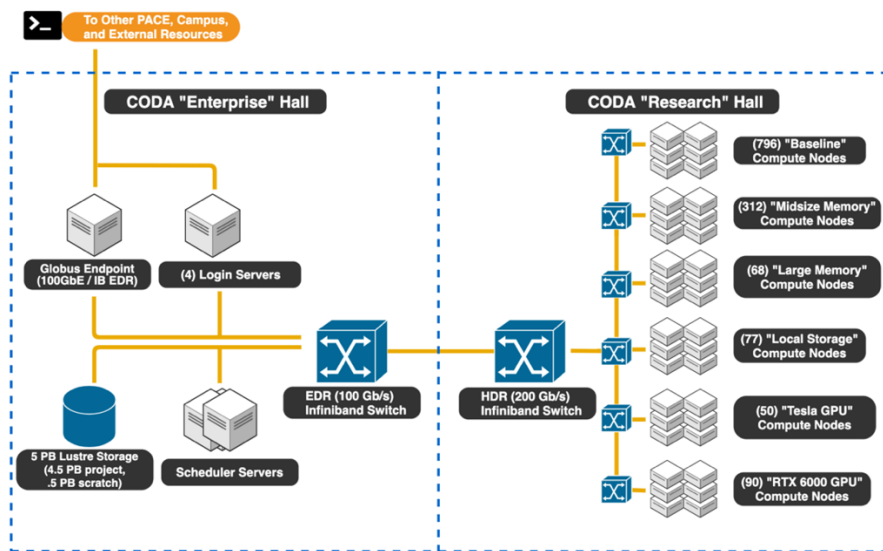 To Other PACE, Campus,
and External Resources
CODA "Enterprise" Hall
CODA "Research" Hall
Globus Endpoint
(100GbE / IB EDR)
(4) Login Servers
5 PB Lustre Storage
(4.5 PB project,
.5 PB scratch)
Scheduler Servers
EDR (100 Gb/s)
Infiniband Switch
HDR (200 Gb/s)
Infiniband Switch
(796) "Baseline"
Compute Nodes
(312) "Midsize Memory"
Compute Nodes
(68) "Large Memory"
Compute Nodes
(77) "Local Storage"
Compute Nodes
(50) "Tesla GPU"
Compute Nodes
(90) "RTX 6000 GPU"
Compute Nodes